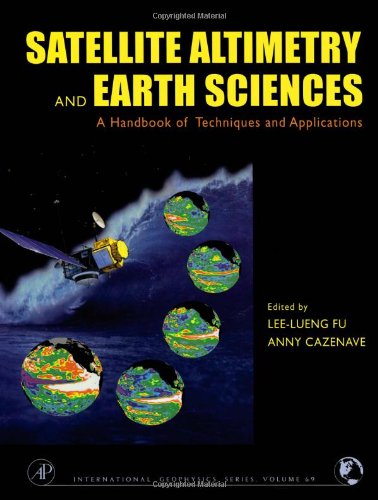 SATELLITE ALTIMETRY
AND EARTH SCIENCES
A Handbook of Techniques and Applications
Edited by
LEE-LUENG FU
ANNY CAZENAVE
AP
INTERNATIONAL GEOPHYSICS SERIES, VOLUME 69